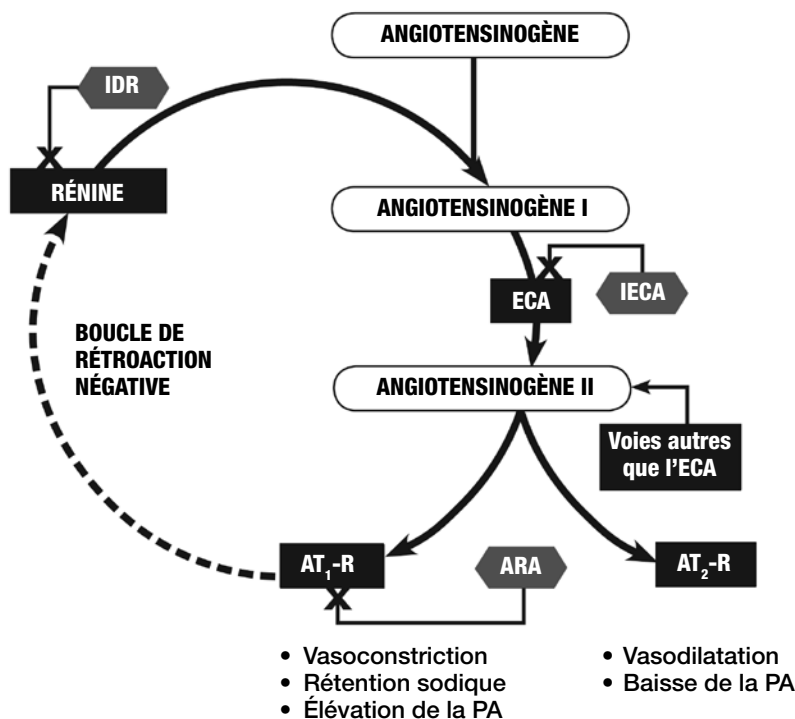 ANGIOTENSINOGÈNE
IDR
RÉNINE
ANGIOTENSINOGÈNE I
ECA
IECA
BOUCLE DE
RÉTROACTION
NÉGATIVE
ANGIOTENSINOGÈNE II
Voies autres
que l'ECA
AT₁-R
ARA
AT₂-R
• Vasoconstriction
• Rétention sodique
• Élévation de la PA
• Vasodilatation
• Baisse de la PA